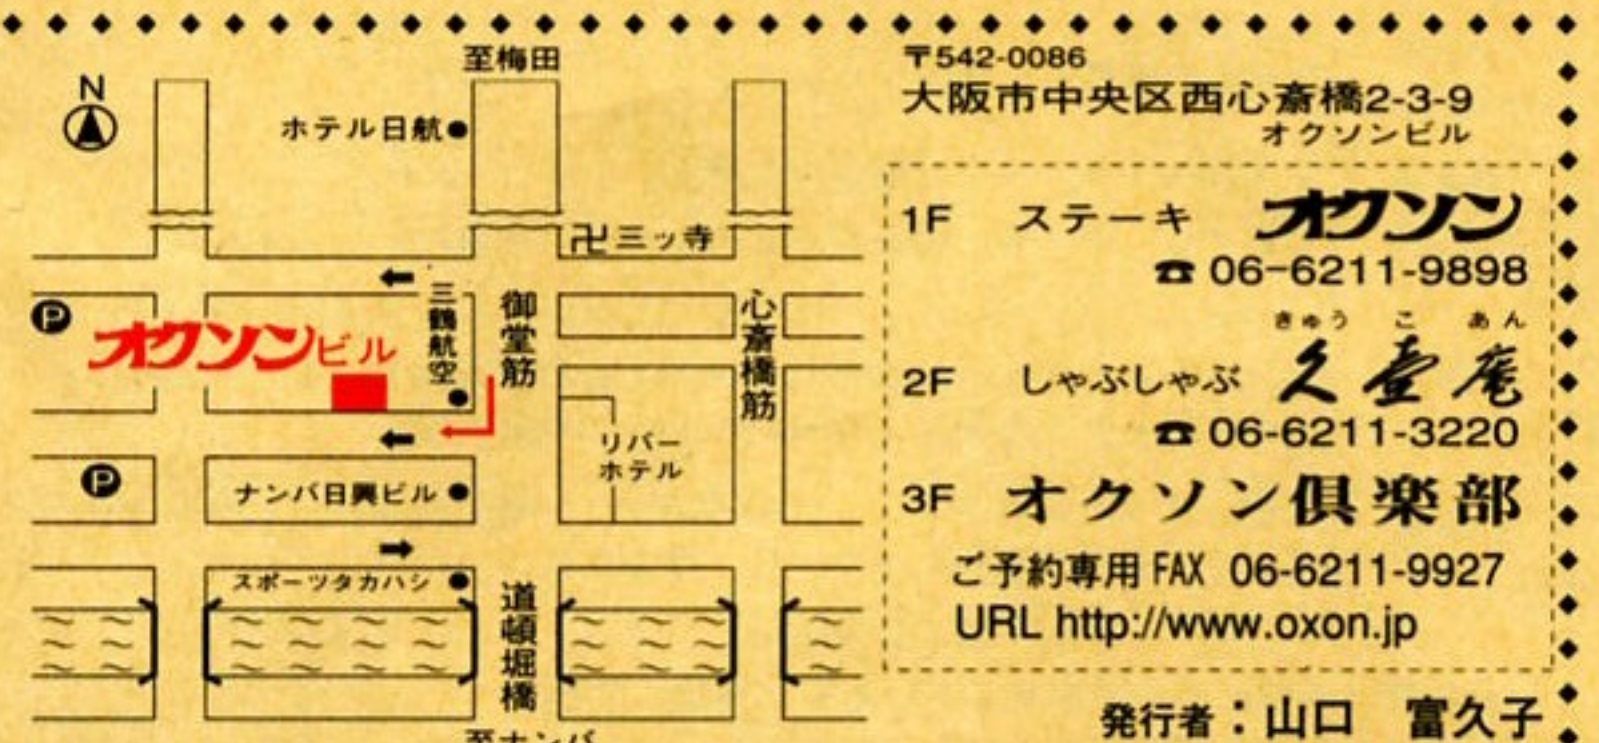 至梅田
N
ホテル日航
卍三ッ寺
三鶴航空
御堂筋
心斎橋筋
P
オクソンビル
リバー
ホテル
P
ナンバ日興ビル
スポーツタカハシ
道頓堀橋
至ナンバ
〒542-0086
大阪市中央区西心斎橋2-3-9
オクソンビル
1F ステーキ オクソン
☎ 06-6211-9898
きゅう こ あん
2F しゃぶしゃぶ 久壷庵
☎ 06-6211-3220
3F オクソン倶楽部
ご予約専用 FAX 06-6211-9927
URL http://www.oxon.jp
発行者：山口 富久子